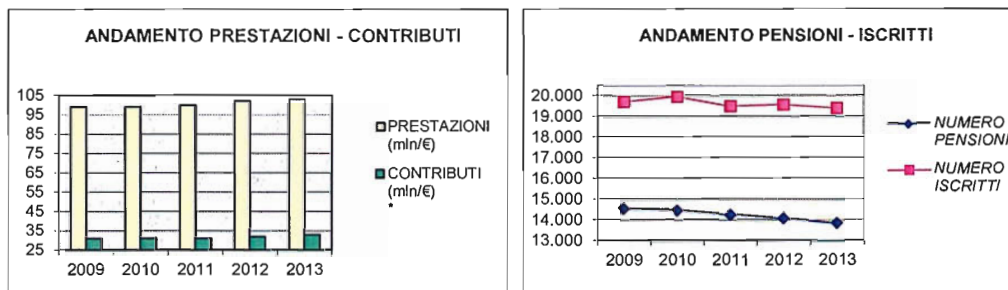 ANDAMENTO PRESTAZIONI - CONTRIBUTI
105
95
85
75
65
55
45
35
25
2009 2010 2011 2012 2013
PRESTAZIONI
(mln/€)
CONTRIBUTI
(mln/€)
*
ANDAMENTO PENSIONI - ISCRITTI
20.000
19.000
18.000
17.000
16.000
15.000
14.000
13.000
2009 2010 2011 2012 2013
NUMERO
PENSIONI
NUMERO
ISCRITTI